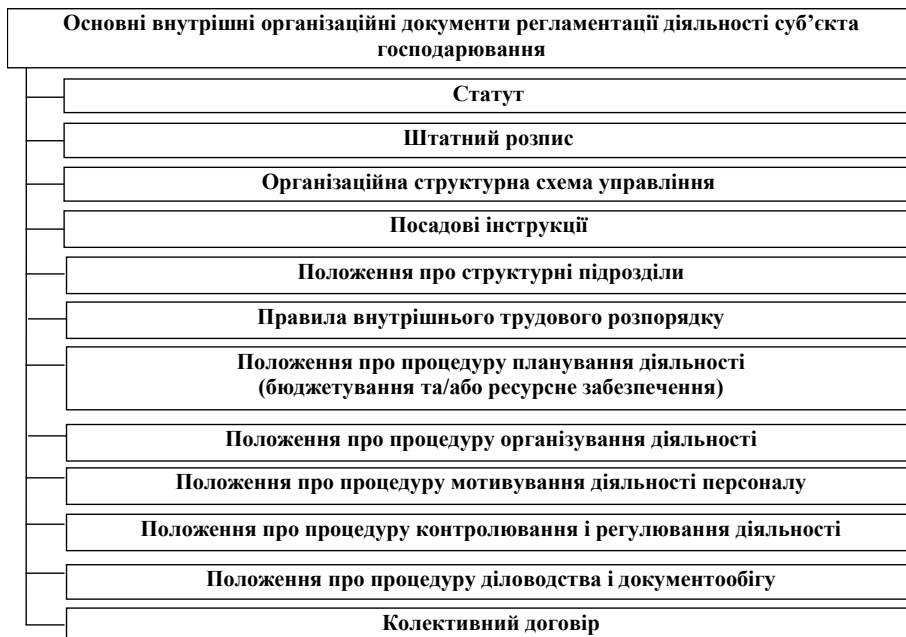 Основні внутрішні організаційні документи регламентації діяльності суб’єкта
господарювання
Статут
Штатний розпис
Організаційна структурна схема управління
Посадові інструкції
Положення про структурні підрозділи
Правила внутрішнього трудового розпорядку
Положення про процедуру планування діяльності
(бюджетування та/або ресурсне забезпечення)
Положення про процедуру організування діяльності
Положення про процедуру мотивування діяльності персоналу
Положення про процедуру контролювання і регулювання діяльності
Положення про процедуру діловодства і документообігу
Колективний договір